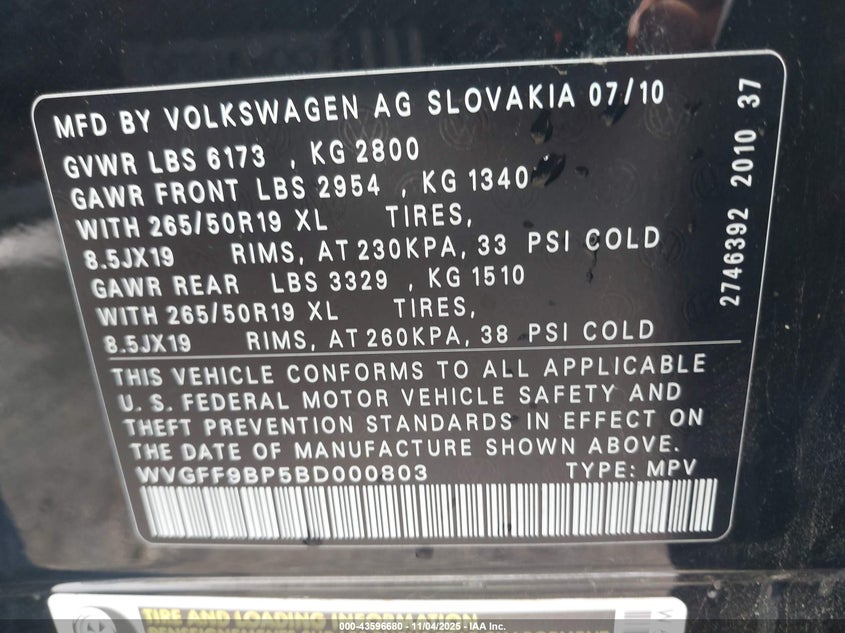 MFD BY VOLKSWAGEN AG SLOVAKIA 07/10
GVWR LBS 6173 , KG 2800
GAWR FRONT LBS 2954 , KG 1340
WITH 265/50R19 XL TIRES,
8.5JX19 RIMS, AT 230KPA, 33 PSI COLD
GAWR REAR LBS 3329 , KG 1510
WITH 265/50R19 XL TIRES,
8.5JX19 RIMS, AT 260KPA, 38 PSI COLD
THIS VEHICLE CONFORMS TO ALL APPLICABLE
U. S. FEDERAL MOTOR VEHICLE SAFETY AND
THEFT PREVENTION STANDARDS IN EFFECT ON
THE DATE OF MANUFACTURE SHOWN ABOVE.
WVGFF9BP5BD000803 TYPE: MPV
2746392 2010 37
TIRE AND LOADING INFORMATION
000-43596680 - 11/04/2025 - IAA Inc.